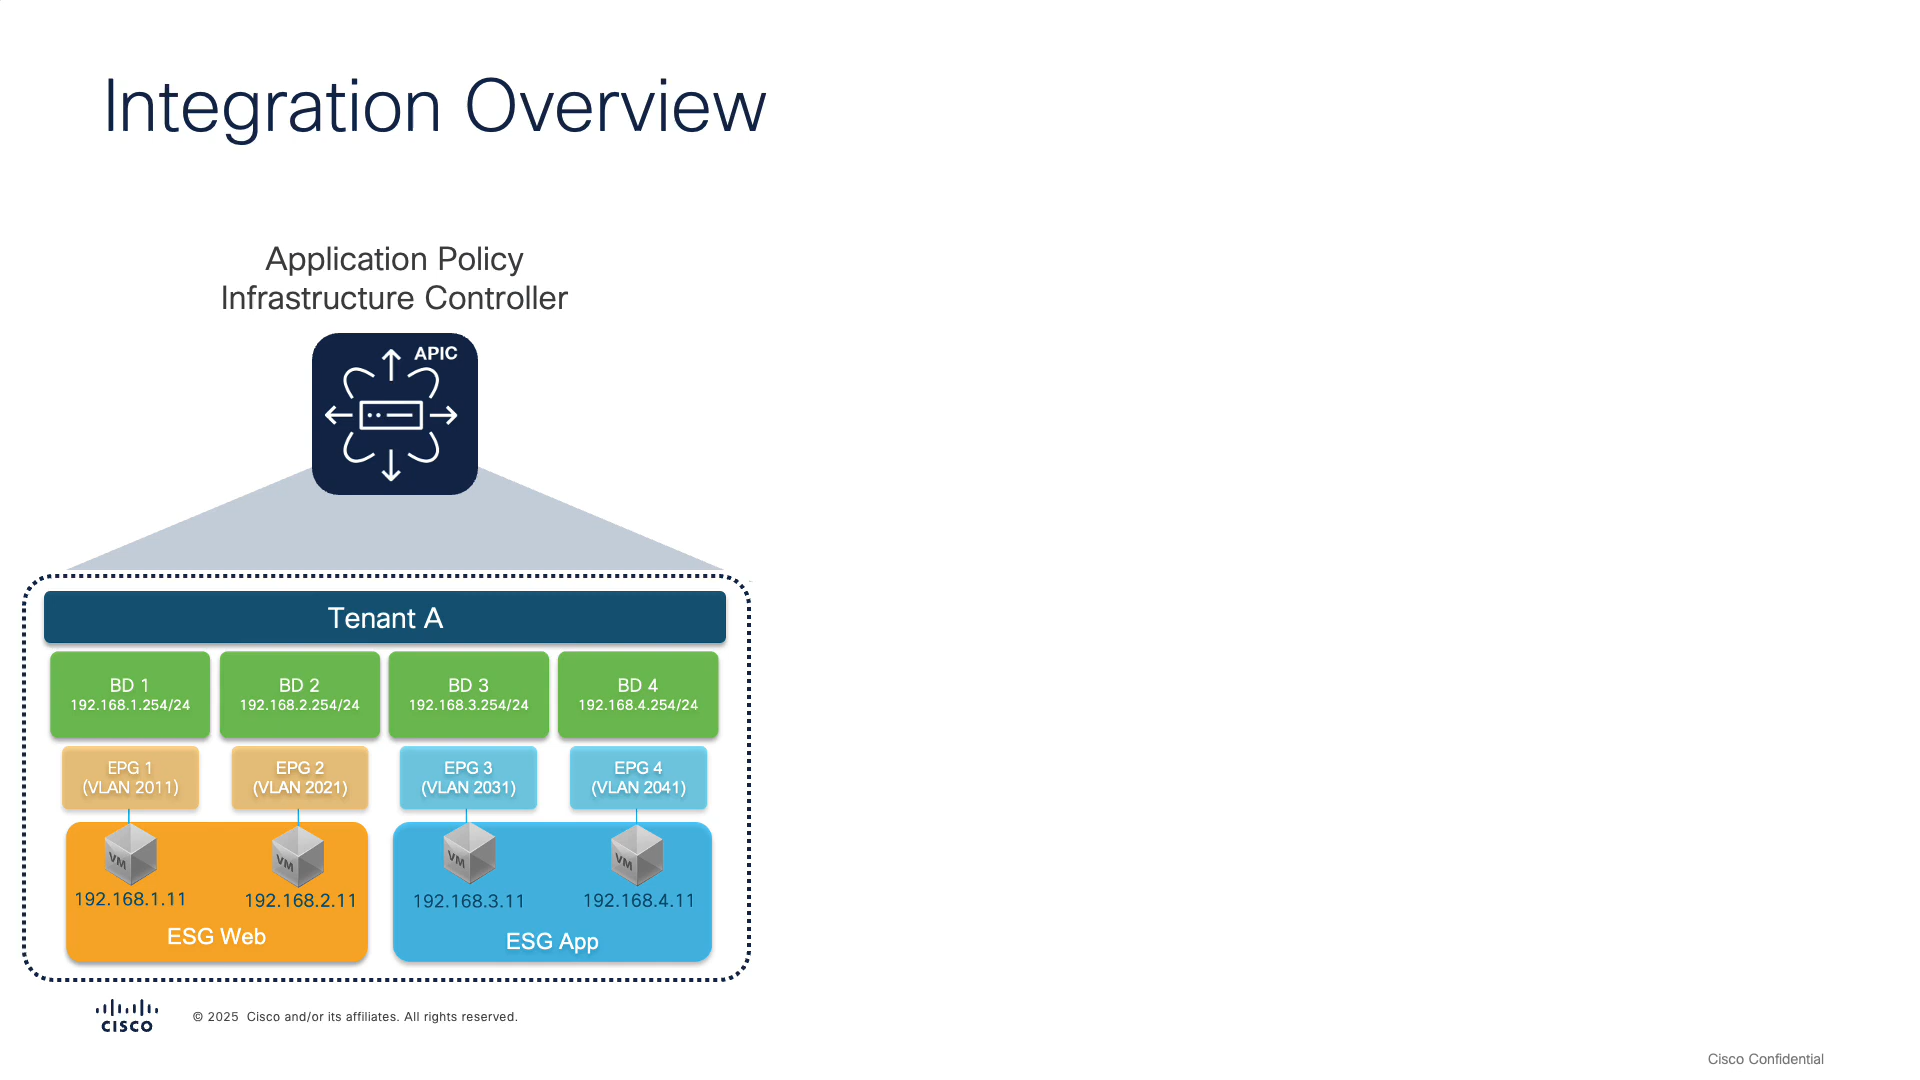 Integration Overview
Application Policy
Infrastructure Controller
APIC
Tenant A
BD 1
192.168.1.254/24
BD 2
192.168.2.254/24
BD 3
192.168.3.254/24
BD 4
192.168.4.254/24
EPG 1
(VLAN 2011)
EPG 2
(VLAN 2021)
EPG 3
(VLAN 2031)
EPG 4
(VLAN 2041)
VM
192.168.1.11
VM
192.168.2.11
ESG Web
VM
192.168.3.11
VM
192.168.4.11
ESG App
CISCO
© 2025 Cisco and/or its affiliates. All rights reserved.
Cisco Confidential